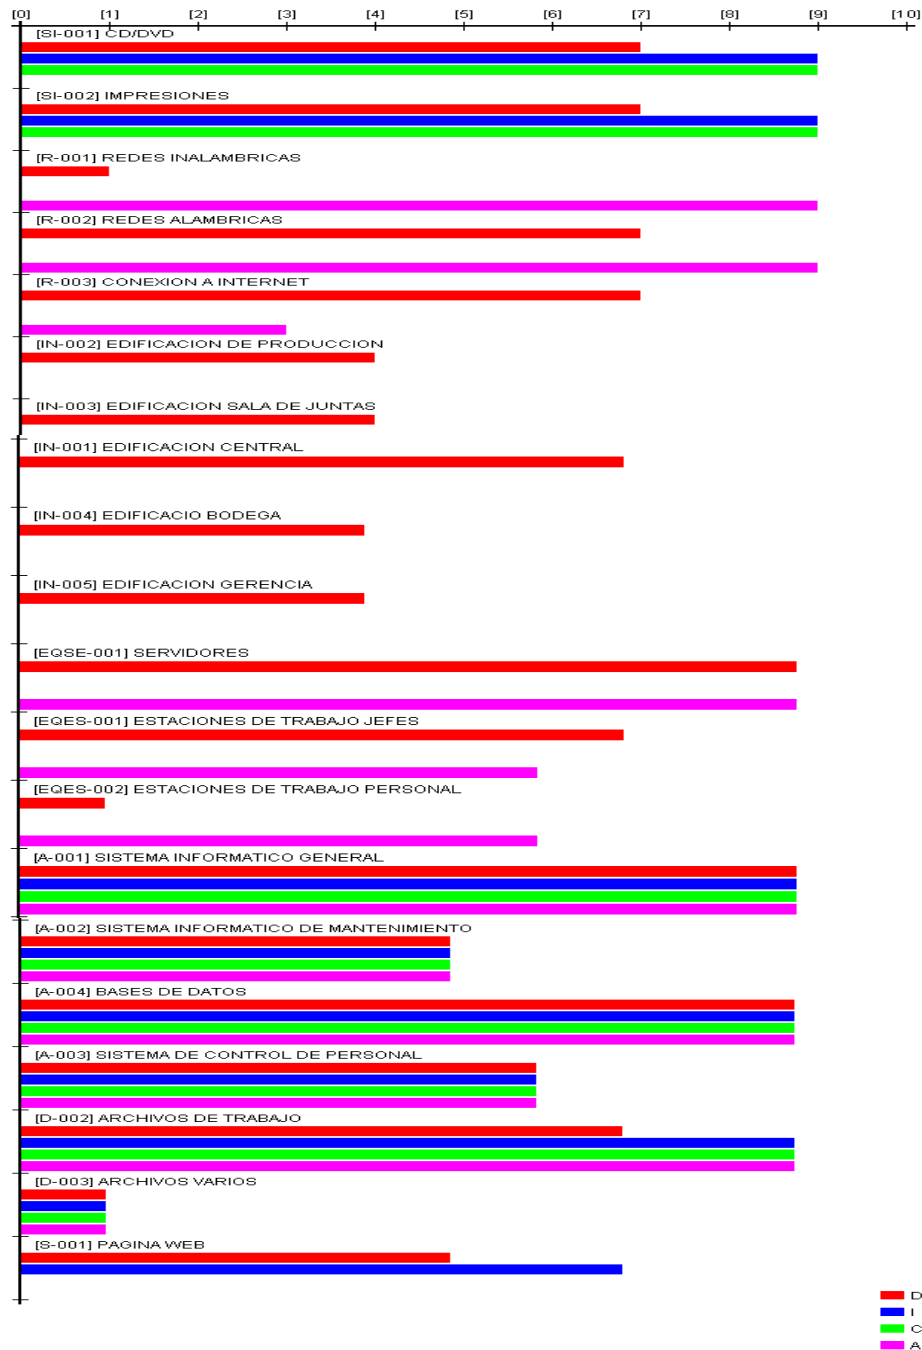 [0] [1] [2] [3] [4] [5] [6] [7] [8] [9] [10]
[SI-001] CD/DVD
[SI-002] IMPRESIONES
[R-001] REDES INALAMBRICAS
[R-002] REDES ALAMBRICAS
[R-003] CONEXION A INTERNET
[IN-002] EDIFICACION DE PRODUCCION
[IN-003] EDIFICACION SALA DE JUNTAS
[IN-001] EDIFICACION CENTRAL
[IN-004] EDIFICACIO BODEGA
[IN-005] EDIFICACION GERENCIA
[EQSE-001] SERVIDORES
[EQES-001] ESTACIONES DE TRABAJO JEFES
[EQES-002] ESTACIONES DE TRABAJO PERSONAL
[A-001] SISTEMA INFORMATICO GENERAL
[A-002] SISTEMA INFORMATICO DE MANTENIMIENTO
[A-004] BASES DE DATOS
[A-003] SISTEMA DE CONTROL DE PERSONAL
[D-002] ARCHIVOS DE TRABAJO
[D-003] ARCHIVOS VARIOS
[S-001] PAGINA WEB
D
I
C
A